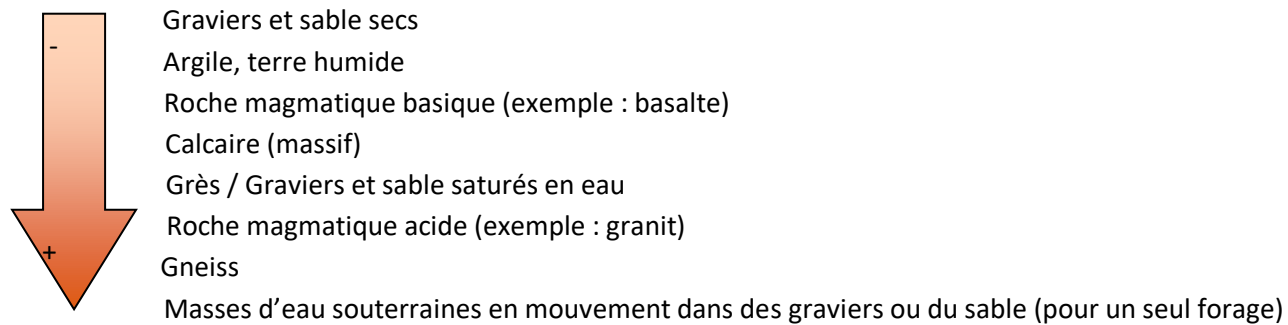 Graviers et sable secs
-
Argile, terre humide
Roche magmatique basique (exemple : basalte)
Calcaire (massif)
Grès / Graviers et sable saturés en eau
Roche magmatique acide (exemple : granit)
+
Gneiss
Masses d’eau souterraines en mouvement dans des graviers ou du sable (pour un seul forage)